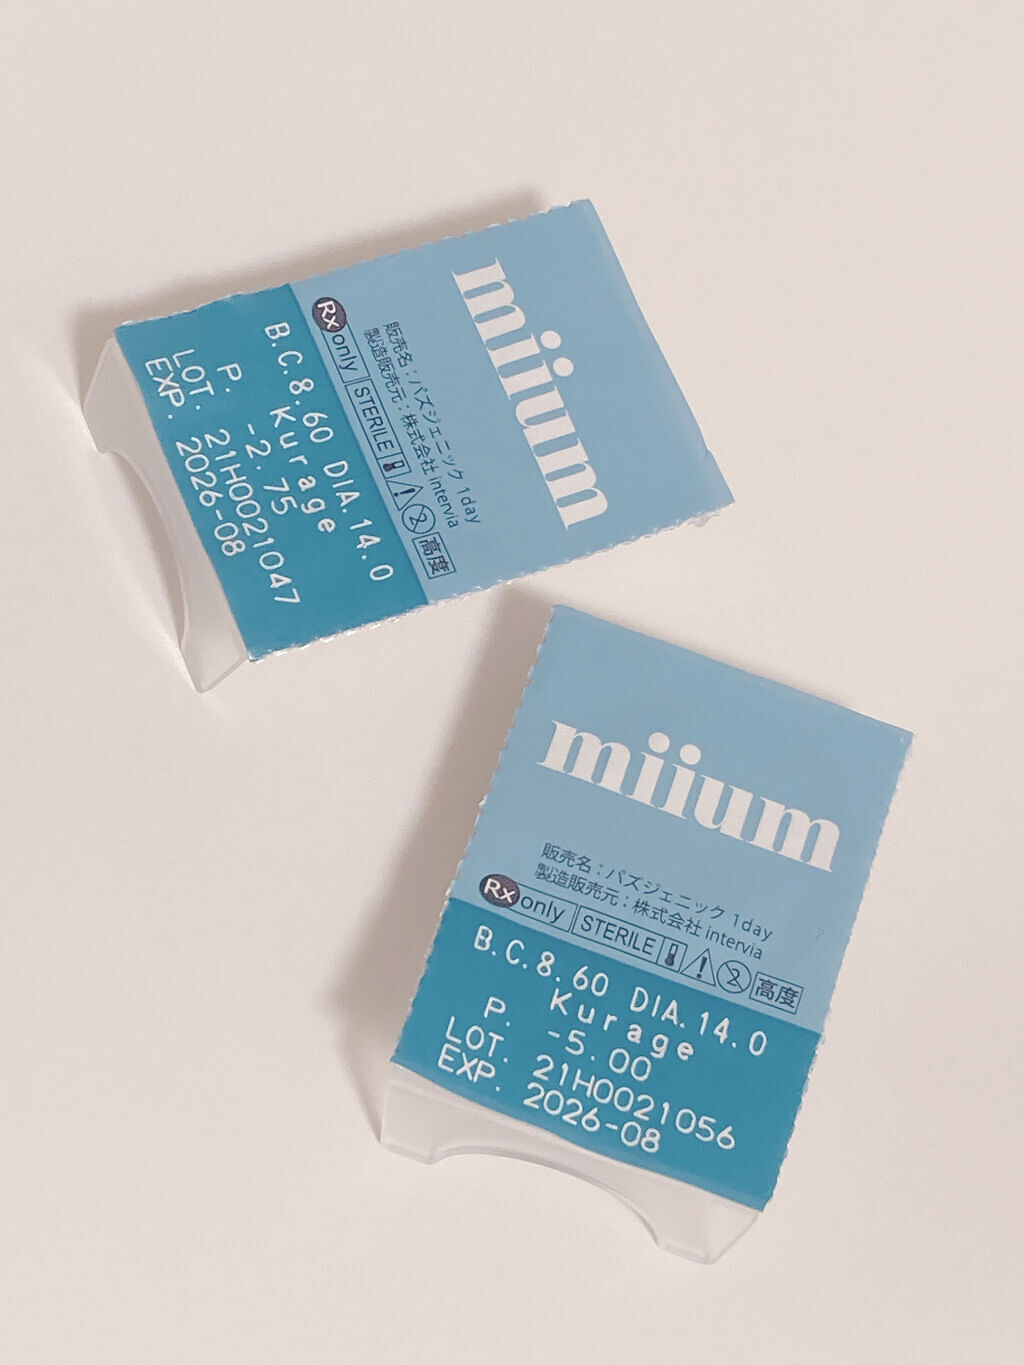 miium
販売名：パズジェニック 1day
製造販売元：株式会社 intervia
Rx only STERILE 2 高度
B.C.8.60 DIA.14.0
Kurage
P. -2.75
LOT. 21H0021047
EXP. 2026-08
miium
販売名：パズジェニック 1day
製造販売元：株式会社 intervia
Rx only STERILE 2 高度
B.C.8.60 DIA.14.0
Kurage
P. -5.00
LOT. 21H0021056
EXP. 2026-08